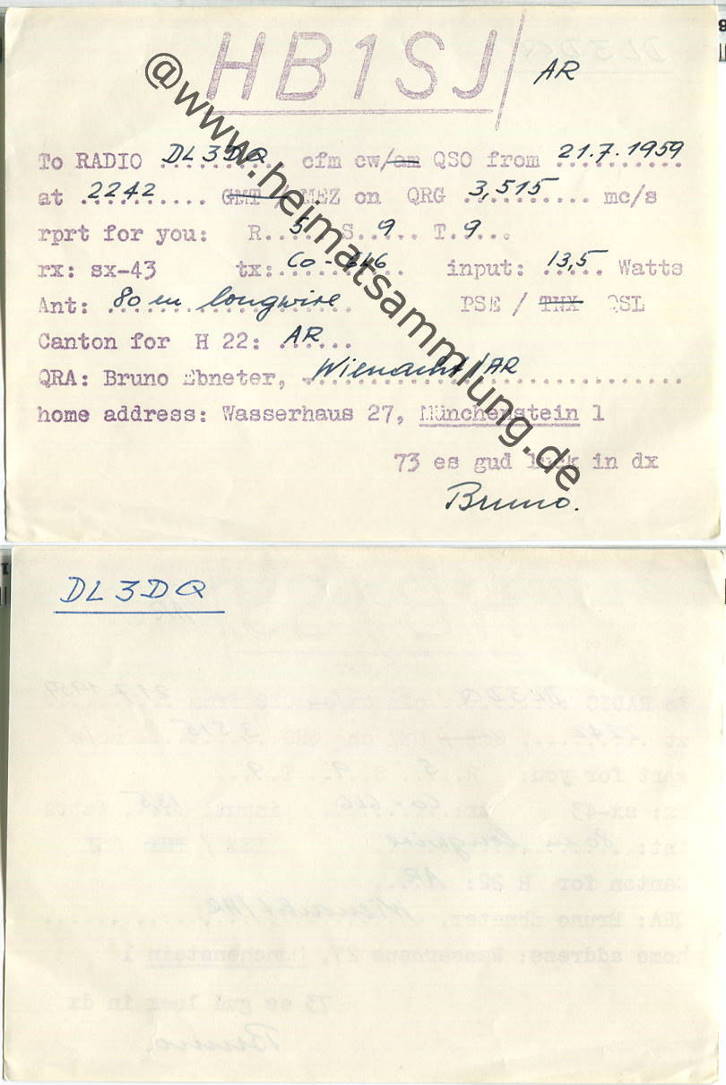 HB1SJ/ AR
@www.heimatsammlung.de
To RADIO DL3DQ cfm cw/am QSO from 21.7.1959
at 2242 GMT / MEZ on QRG 3,515 mc/s
rprt for you: R 5 S 9 T 9
rx: sx-43 tx: Co-646 input: 13,5 Watts
Ant: 80 m longwire PSE / TNX QSL
Canton for H 22: AR
QRA: Bruno Ebneter, Wienacht/AR
home address: Wasserhaus 27, Münchenstein 1
73 es gud luck in dx
Bruno.
DL3DQ